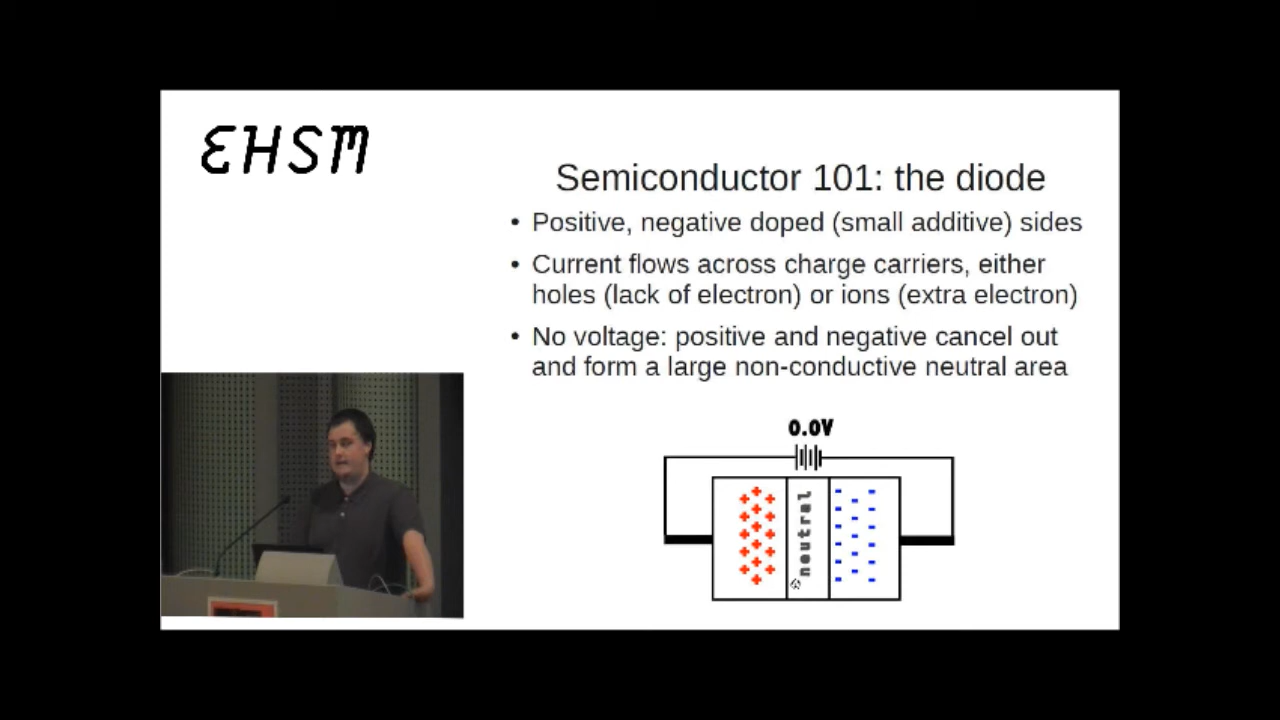 EHSM
Semiconductor 101: the diode
• Positive, negative doped (small additive) sides
• Current flows across charge carriers, either
holes (lack of electron) or ions (extra electron)
• No voltage: positive and negative cancel out
and form a large non-conductive neutral area
0.0V
neutral